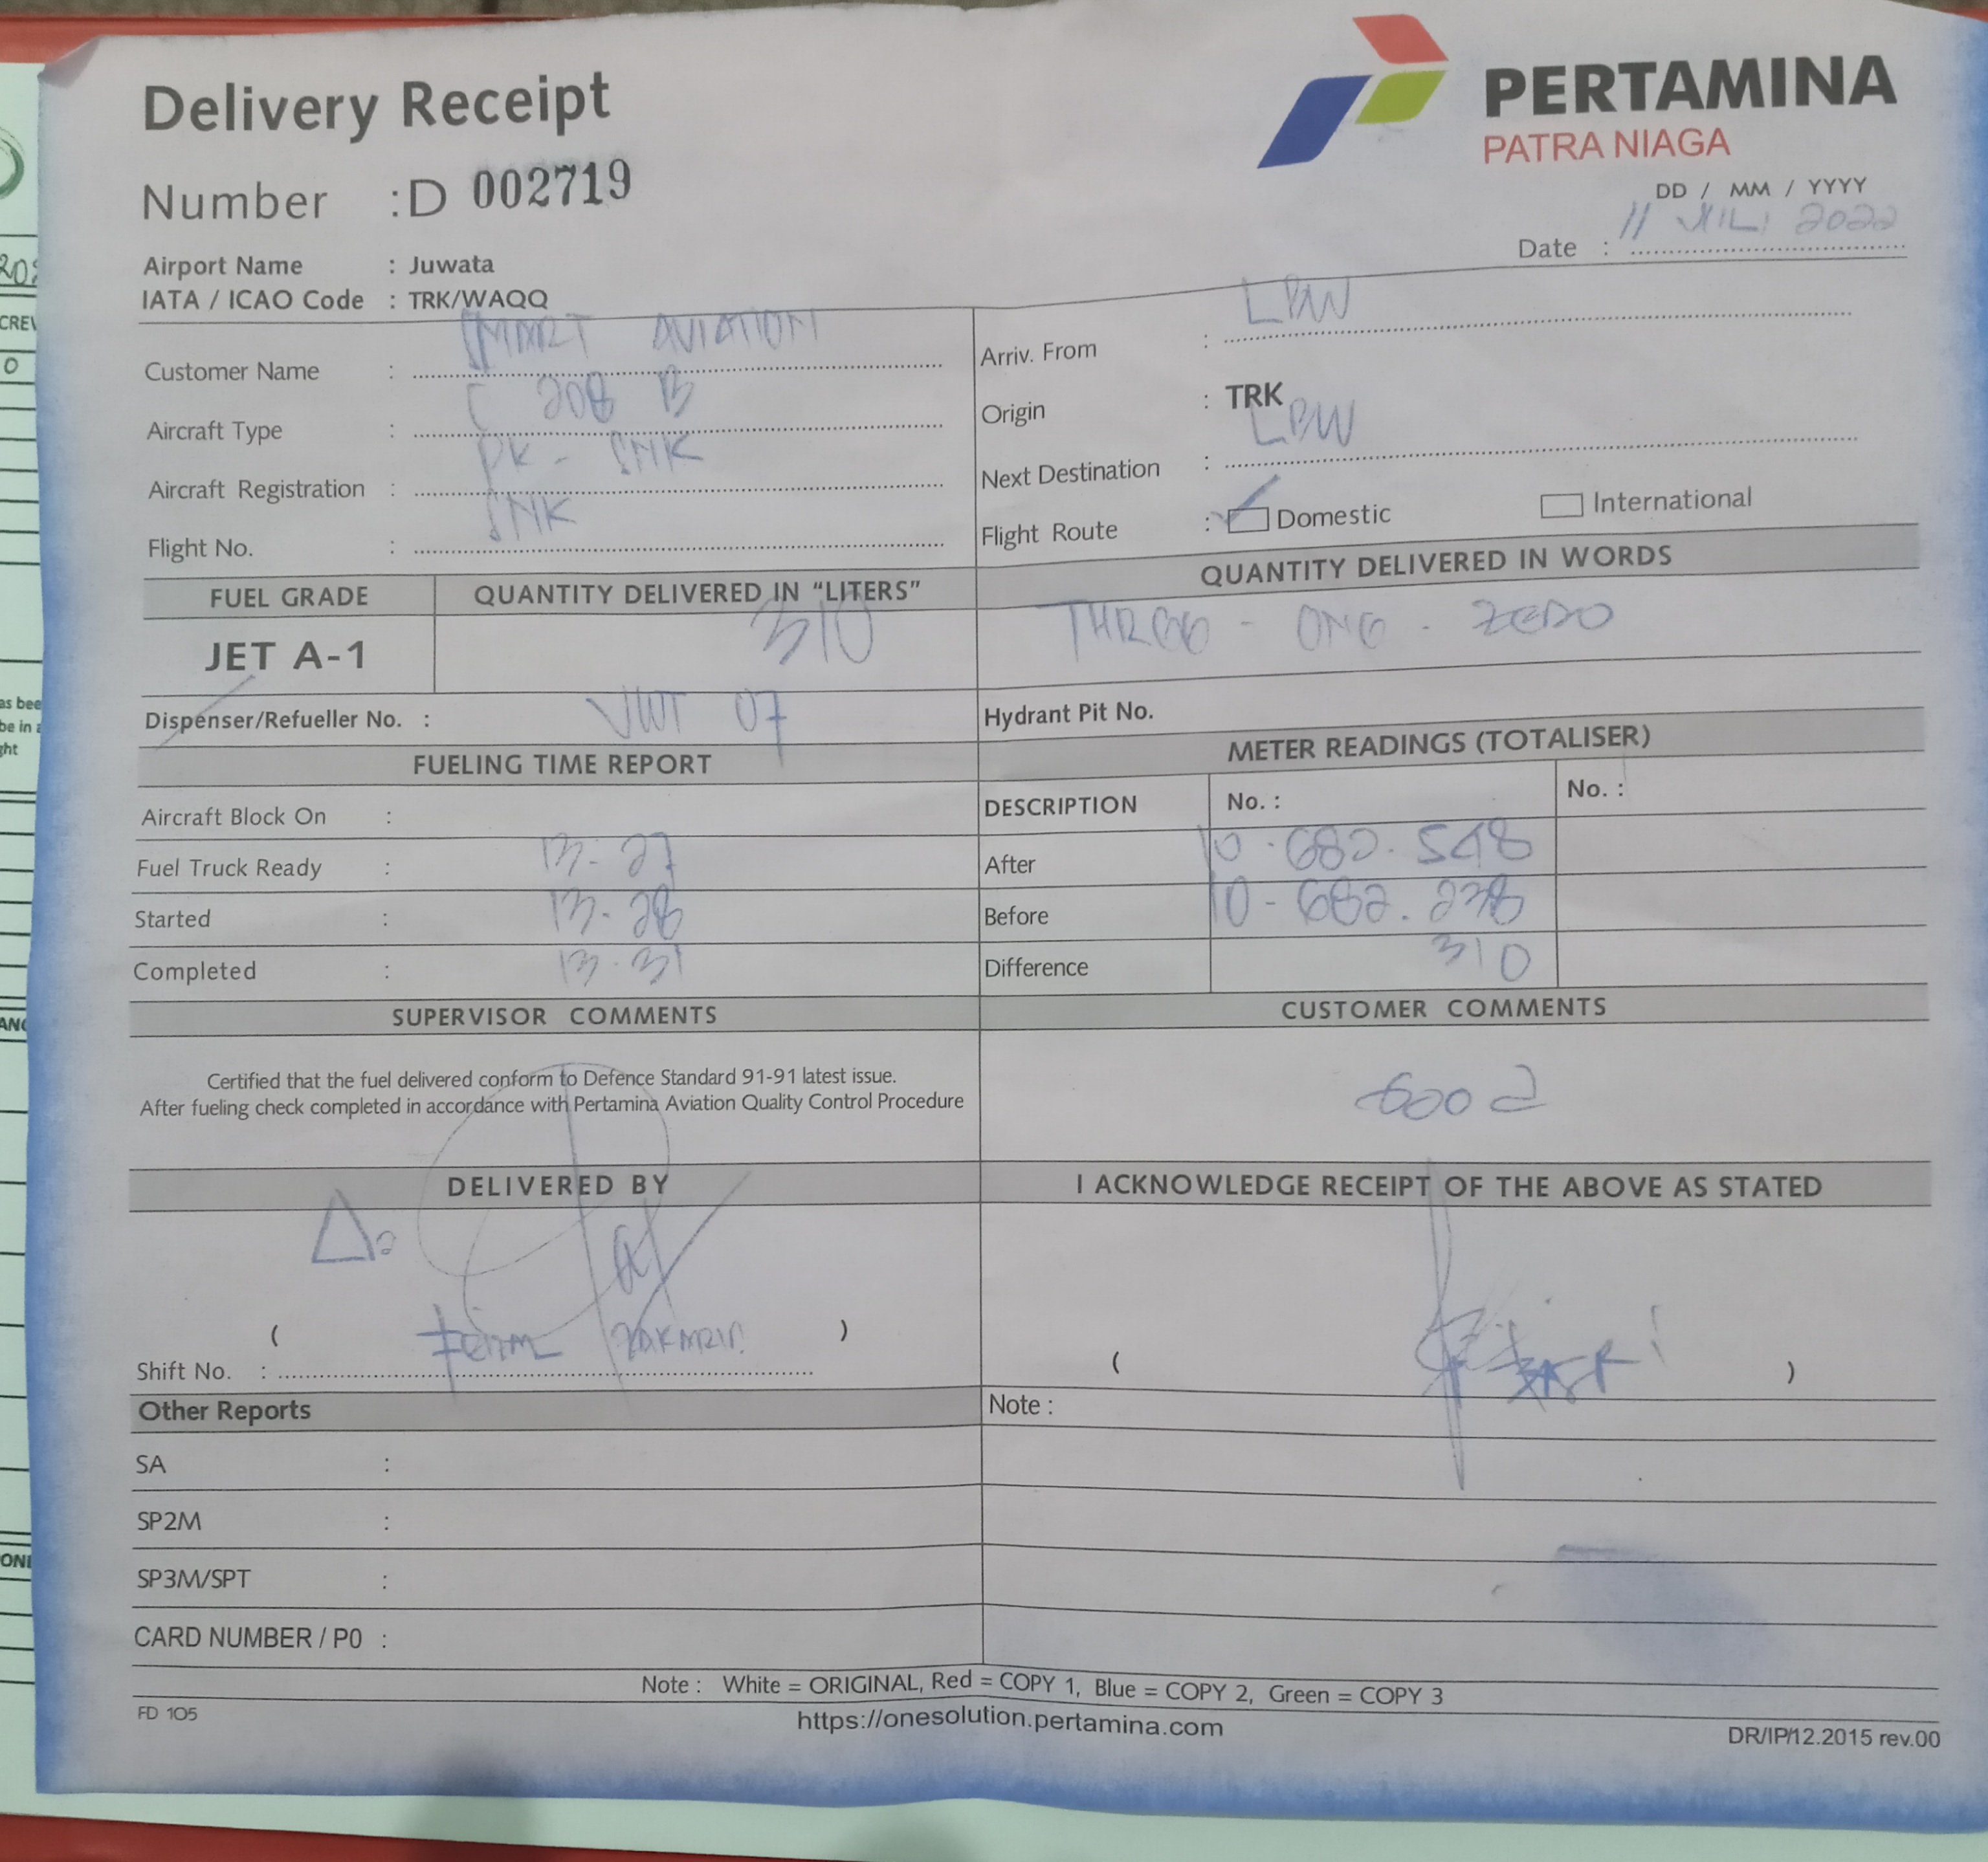 Delivery Receipt
PERTAMINA
PATRA NIAGA
Number : D 002719
DD / MM / YYYY
Date : 11 2022
Airport Name : Juwata
IATA / ICAO Code : TRK/WAQQ
Customer Name : SMART AVIATION
Aircraft Type : C 208 B
Aircraft Registration : PK - SNK
Flight No. : SNK
Arriv. From : LBW
Origin : TRK
Next Destination : LBW
Flight Route : Domestic International
FUEL GRADE QUANTITY DELIVERED IN "LITERS" QUANTITY DELIVERED IN WORDS
JET A-1 310 THREE - ONE - ZERO
Dispenser/Refueller No. : JWT 07 Hydrant Pit No.
FUELING TIME REPORT
Aircraft Block On :
Fuel Truck Ready : 13-27
Started : 13-28
Completed : 13.31
METER READINGS (TOTALISER)
DESCRIPTION No. : No. :
After 10.682.548
Before 10-682.238
Difference 310
SUPERVISOR COMMENTS
Certified that the fuel delivered conform to Defence Standard 91-91 latest issue.
After fueling check completed in accordance with Pertamina Aviation Quality Control Procedure
CUSTOMER COMMENTS
Good
DELIVERED BY
( )
Shift No. :
I ACKNOWLEDGE RECEIPT OF THE ABOVE AS STATED
( )
Other Reports
SA :
SP2M :
SP3M/SPT :
CARD NUMBER / P0 :
Note :
Note : White = ORIGINAL, Red = COPY 1, Blue = COPY 2, Green = COPY 3
FD 105
https://onesolution.pertamina.com
DR/IP/12.2015 rev.00